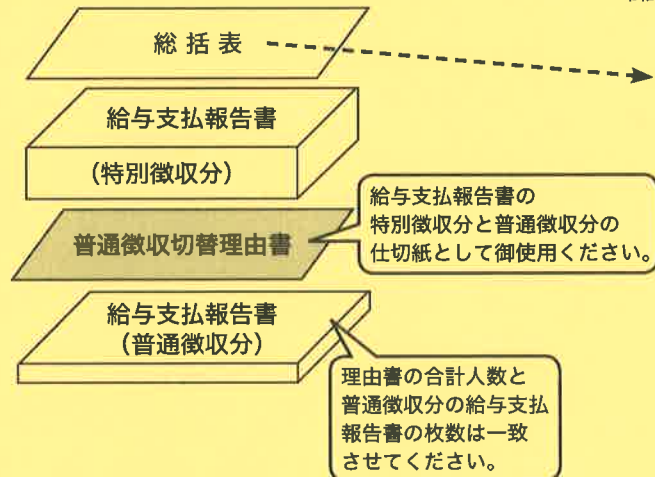 総括表
給与支払報告書
(特別徴収分)
普通徴収切替理由書
給与支払報告書の
特別徴収分と普通徴収分の
仕切紙として御使用ください。
給与支払報告書
(普通徴収分)
理由書の合計人数と
普通徴収分の給与支払
報告書の枚数は一致
させてください。